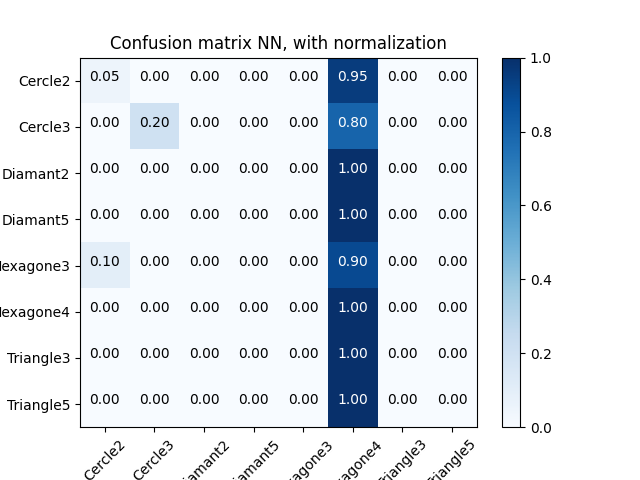 Confusion matrix NN, with normalization
Cercle2 0.05 0.00 0.00 0.00 0.00 0.95 0.00 0.00
Cercle3 0.00 0.20 0.00 0.00 0.00 0.80 0.00 0.00
Diamant2 0.00 0.00 0.00 0.00 0.00 1.00 0.00 0.00
Diamant5 0.00 0.00 0.00 0.00 0.00 1.00 0.00 0.00
exagone3 0.10 0.00 0.00 0.00 0.00 0.90 0.00 0.00
exagone4 0.00 0.00 0.00 0.00 0.00 1.00 0.00 0.00
Triangle3 0.00 0.00 0.00 0.00 0.00 1.00 0.00 0.00
Triangle5 0.00 0.00 0.00 0.00 0.00 1.00 0.00 0.00
Cercle2 Cercle3 iamant2 iamant5 agone3 agone4 riangle3 riangle5
1.0
0.8
0.6
0.4
0.2
0.0